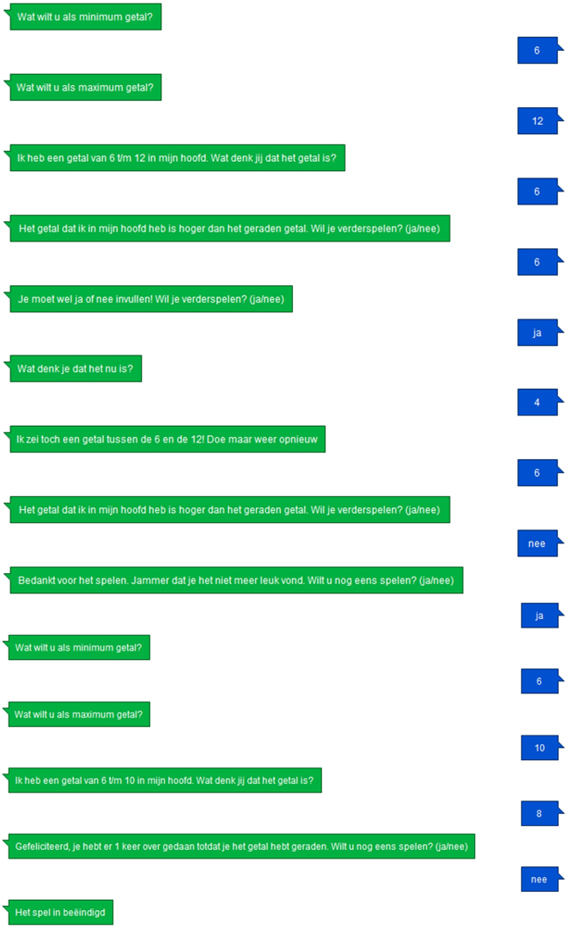 Wat wilt u als minimum getal?
6
Wat wilt u als maximum getal?
12
Ik heb een getal van 6 t/m 12 in mijn hoofd. Wat denk jij dat het getal is?
6
Het getal dat ik in mijn hoofd heb is hoger dan het geraden getal. Wil je verderspelen? (ja/nee)
6
Je moet wel ja of nee invullen! Wil je verderspelen? (ja/nee)
ja
Wat denk je dat het nu is?
4
Ik zei toch een getal tussen de 6 en de 12! Doe maar weer opnieuw
6
Het getal dat ik in mijn hoofd heb is hoger dan het geraden getal. Wil je verderspelen? (ja/nee)
nee
Bedankt voor het spelen. Jammer dat je het niet meer leuk vond. Wilt u nog eens spelen? (ja/nee)
ja
Wat wilt u als minimum getal?
6
Wat wilt u als maximum getal?
10
Ik heb een getal van 6 t/m 10 in mijn hoofd. Wat denk jij dat het getal is?
8
Gefeliciteerd, je hebt er 1 keer over gedaan totdat je het getal hebt geraden. Wilt u nog eens spelen? (ja/nee)
nee
Het spel in beëindigd